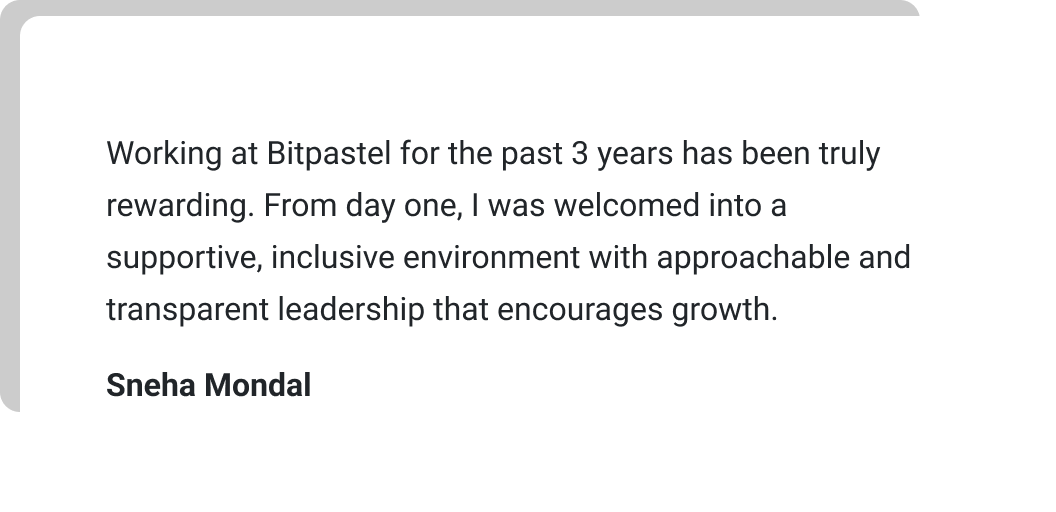 Working at Bitpastel for the past 3 years has been truly
rewarding. From day one, I was welcomed into a
supportive, inclusive environment with approachable and
transparent leadership that encourages growth.
Sneha Mondal